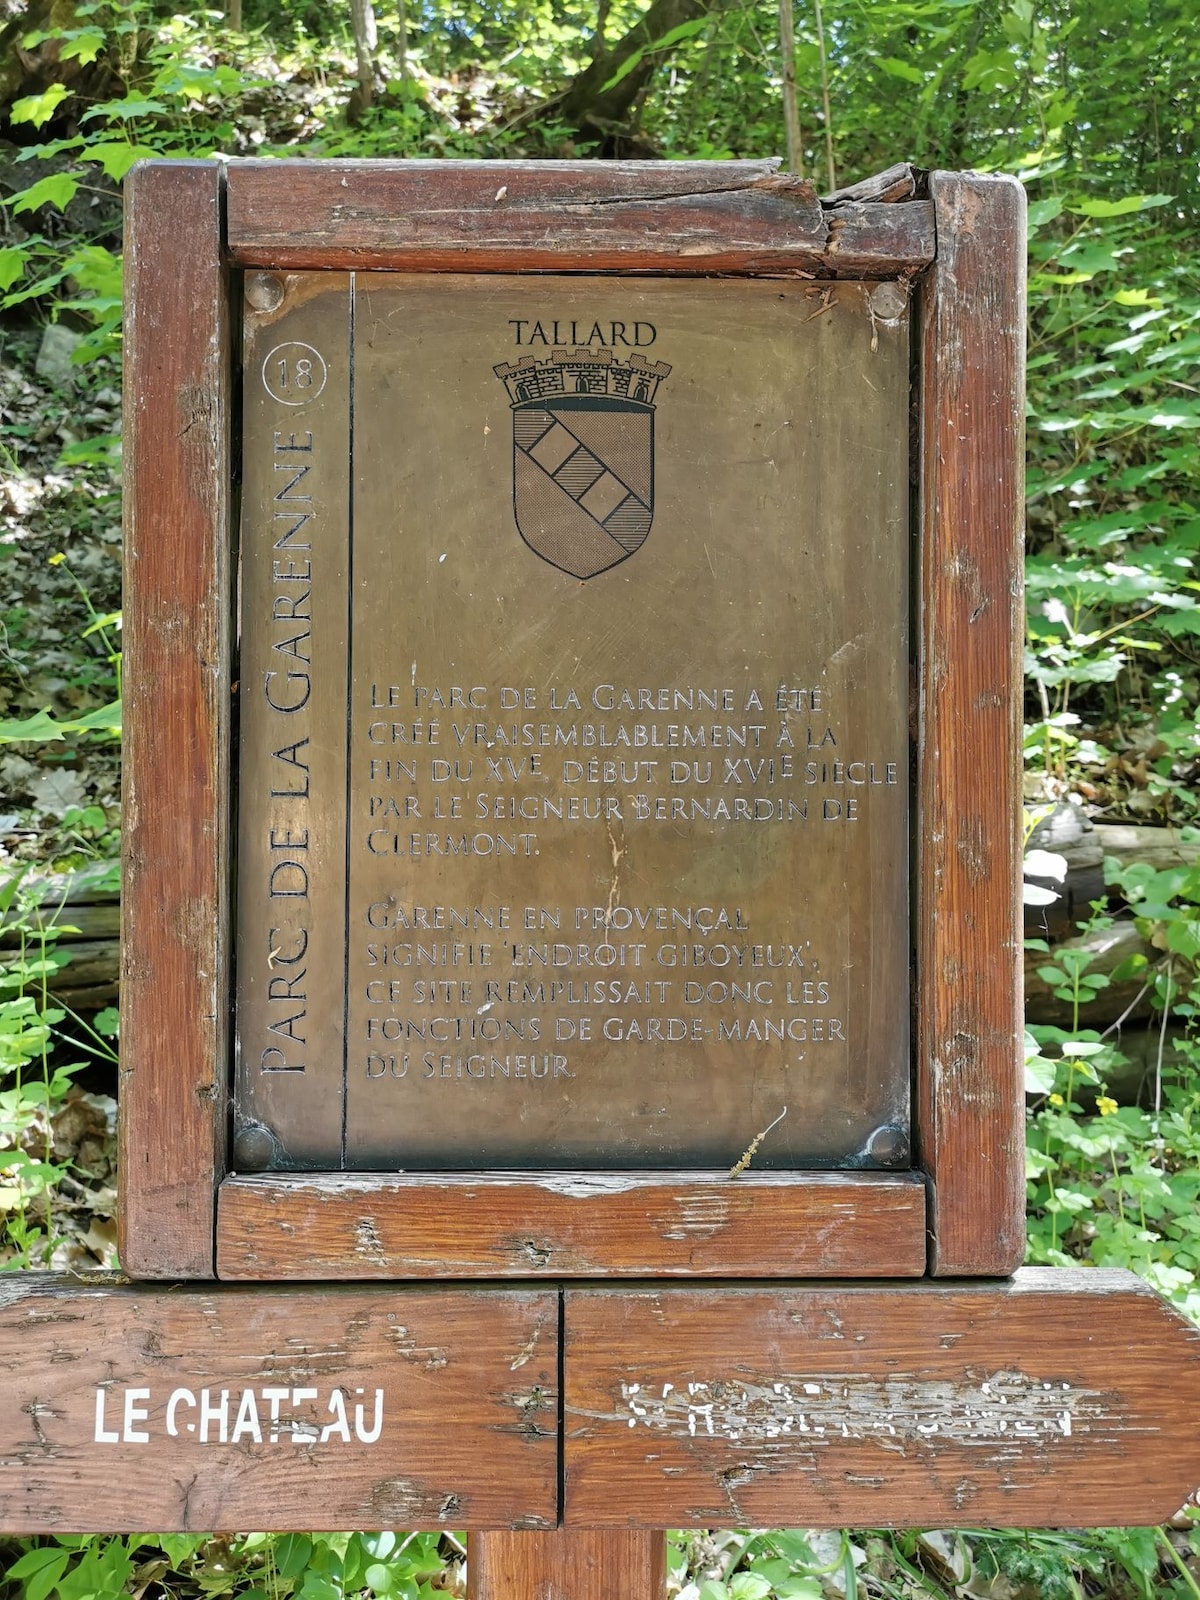 TALLARD
18
PARC DE LA GARENNE
LE PARC DE LA GARENNE A ÉTÉ
CRÉÉ VRAISEMBLABLEMENT À LA
FIN DU XVE, DÉBUT DU XVIE SIÈCLE
PAR LE SEIGNEUR BERNARDIN DE
CLERMONT.
GARENNE EN PROVENÇAL
SIGNIFIE 'ENDROIT GIBOYEUX',
CE SITE REMPLISSAIT DONC LES
FONCTIONS DE GARDE-MANGER
DU SEIGNEUR.
LE CHATEAU